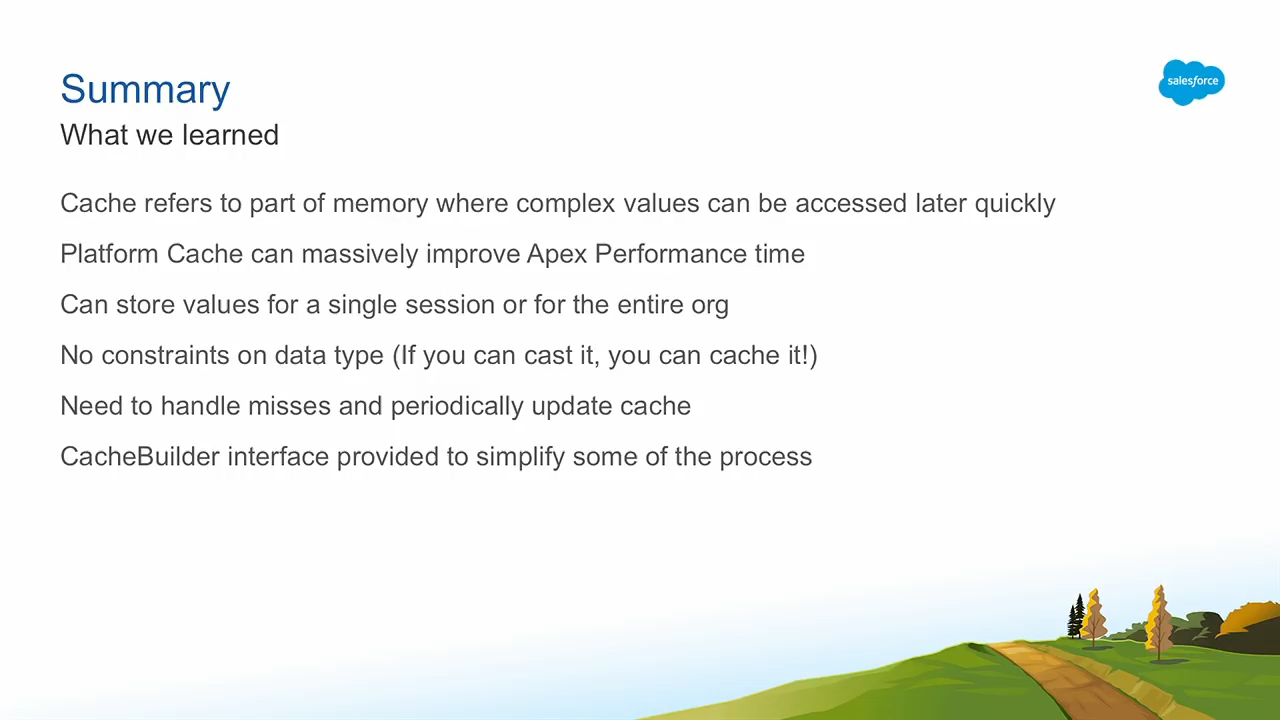 Summary
salesforce
What we learned
Cache refers to part of memory where complex values can be accessed later quickly
Platform Cache can massively improve Apex Performance time
Can store values for a single session or for the entire org
No constraints on data type (If you can cast it, you can cache it!)
Need to handle misses and periodically update cache
CacheBuilder interface provided to simplify some of the process